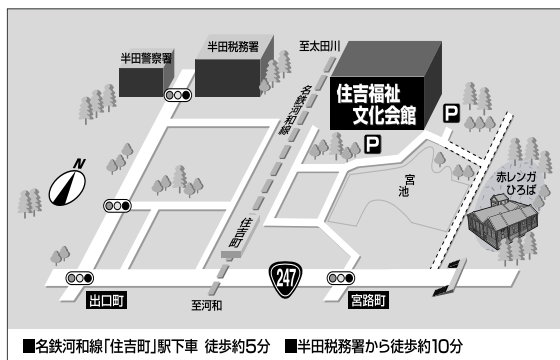 半田警察署
半田税務署
至太田川
名鉄河和線
住吉福祉
文化会館
P
P
N
宮池
赤レンガ
ひろば
住吉町
247
出口町
至河和
宮路町
■名鉄河和線「住吉町」駅下車 徒歩約5分 ■半田税務署から徒歩約10分